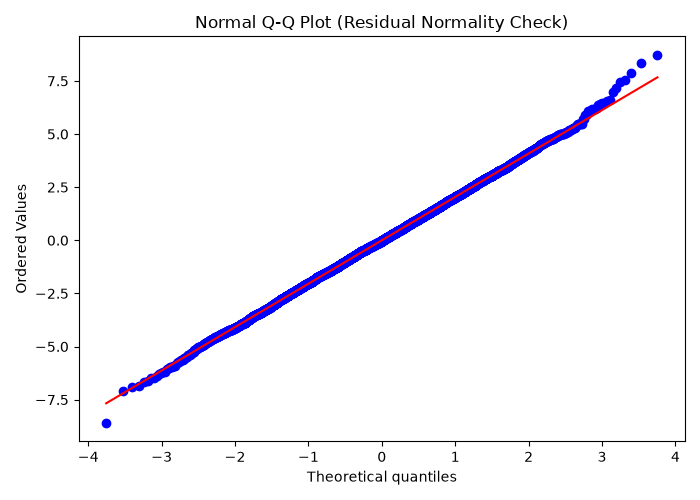 Normal Q-Q Plot (Residual Normality Check)
7.5
5.0
2.5
0.0
−2.5
−5.0
−7.5
Ordered Values
−4 −3 −2 −1 0 1 2 3 4
Theoretical quantiles